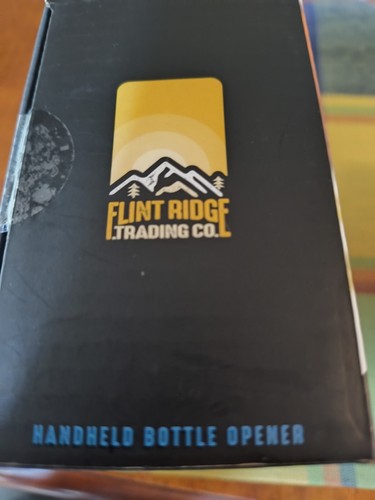 FLINT RIDGE
TRADING CO.
HANDHELD BOTTLE OPENER